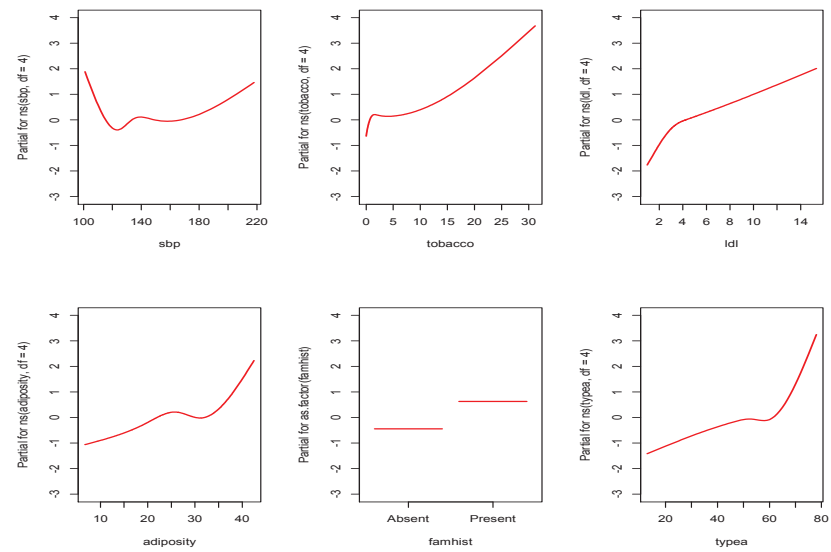 Partial for ns(sbp, df = 4)
4
3
2
1
0
-1
-2
-3
100 140 180 220
sbp
Partial for ns(tobacco, df = 4)
4
3
2
1
0
-1
-2
-3
0 5 10 15 20 25 30
tobacco
Partial for ns(ldl, df = 4)
4
3
2
1
0
-1
-2
-3
2 4 6 8 10 14
ldl
Partial for ns(adiposity, df = 4)
4
3
2
1
0
-1
-2
-3
10 20 30 40
adiposity
Partial for as.factor(famhist)
4
3
2
1
0
-1
-2
-3
Absent Present
famhist
Partial for ns(typea, df = 4)
4
3
2
1
0
-1
-2
-3
20 40 60 80
typea